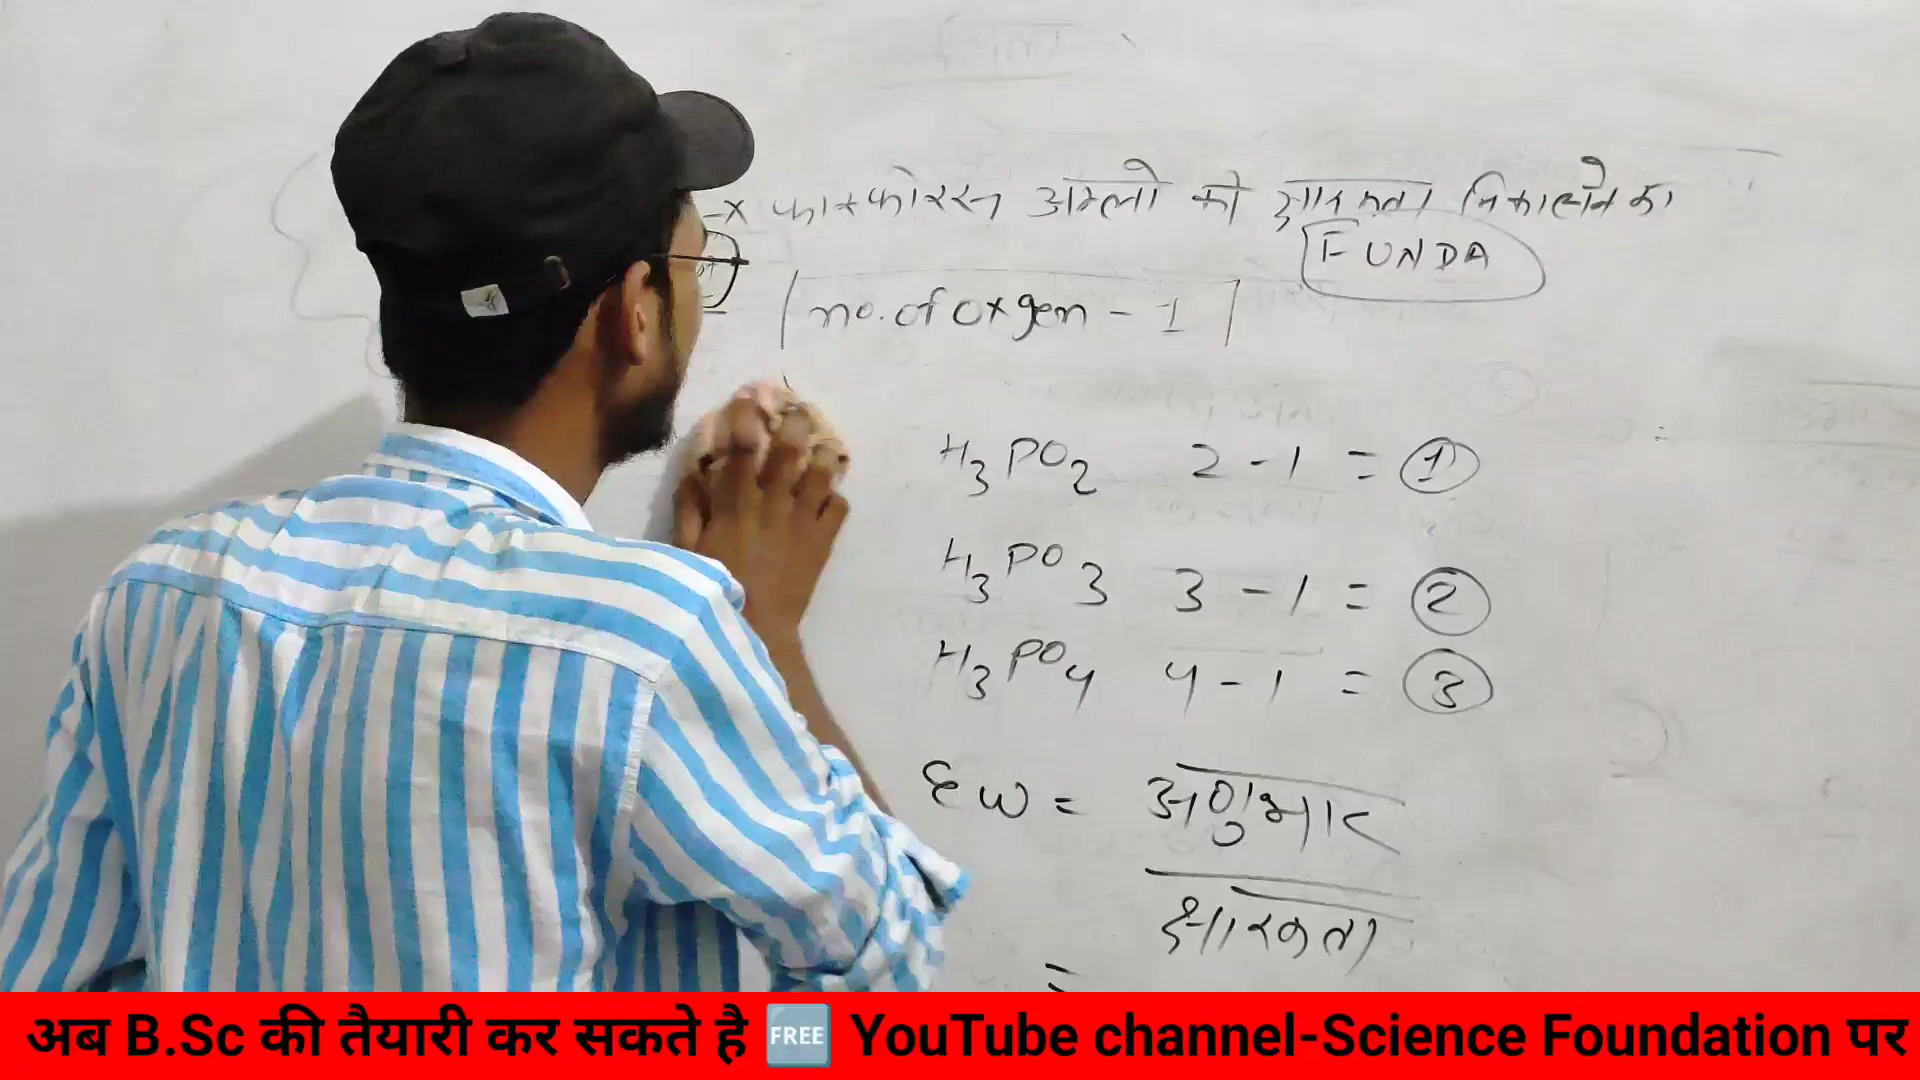 फास्फोरस अम्लो की क्षारकता निकालने का
FUNDA
no. of oxgen - 1
H3PO2 2 - 1 = 1
H3PO3 3 - 1 = 2
H3PO4 4 - 1 = 3
EW = अणुभार
क्षारकता
=
अब B.Sc की तैयारी कर सकते है FREE YouTube channel-Science Foundation पर